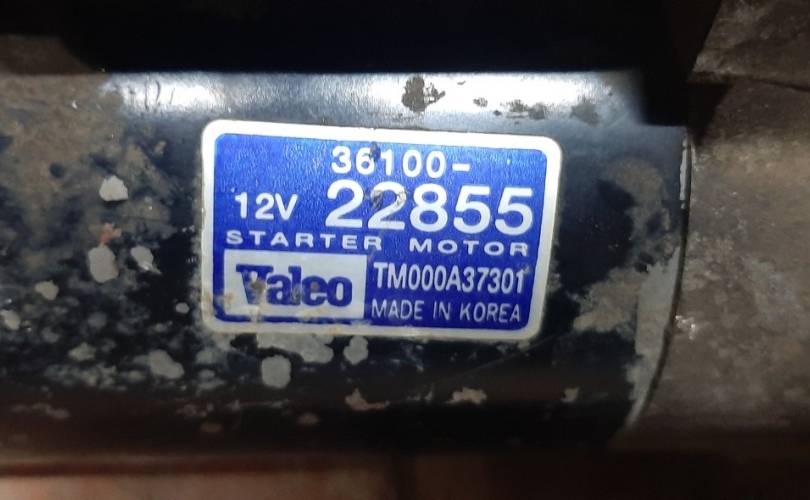 36100-
12V 22855
STARTER MOTOR
Valeo TM000A37301
MADE IN KOREA